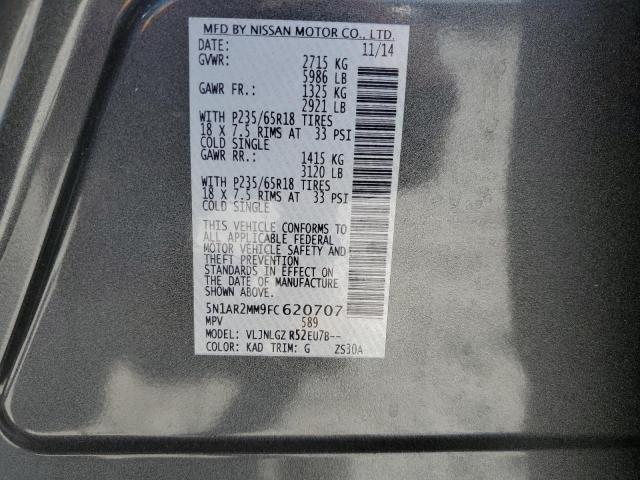 MFD BY NISSAN MOTOR CO., LTD.
DATE: 11/14
GVWR: 2715 KG
5986 LB
GAWR FR.: 1325 KG
2921 LB
WITH P235/65R18 TIRES
18 X 7.5 RIMS AT 33 PSI
COLD SINGLE
GAWR RR.: 1415 KG
3120 LB
WITH P235/65R18 TIRES
18 X 7.5 RIMS AT 33 PSI
COLD SINGLE
THIS VEHICLE CONFORMS TO
ALL APPLICABLE FEDERAL
MOTOR VEHICLE SAFETY AND
THEFT PREVENTION
STANDARDS IN EFFECT ON
THE DATE OF MANUFACTURE
SHOWN ABOVE.
5N1AR2MM9FC620707
MPV 589
MODEL: VLJNLGZ R52EU7B--
COLOR: KAD TRIM: G ZS30A